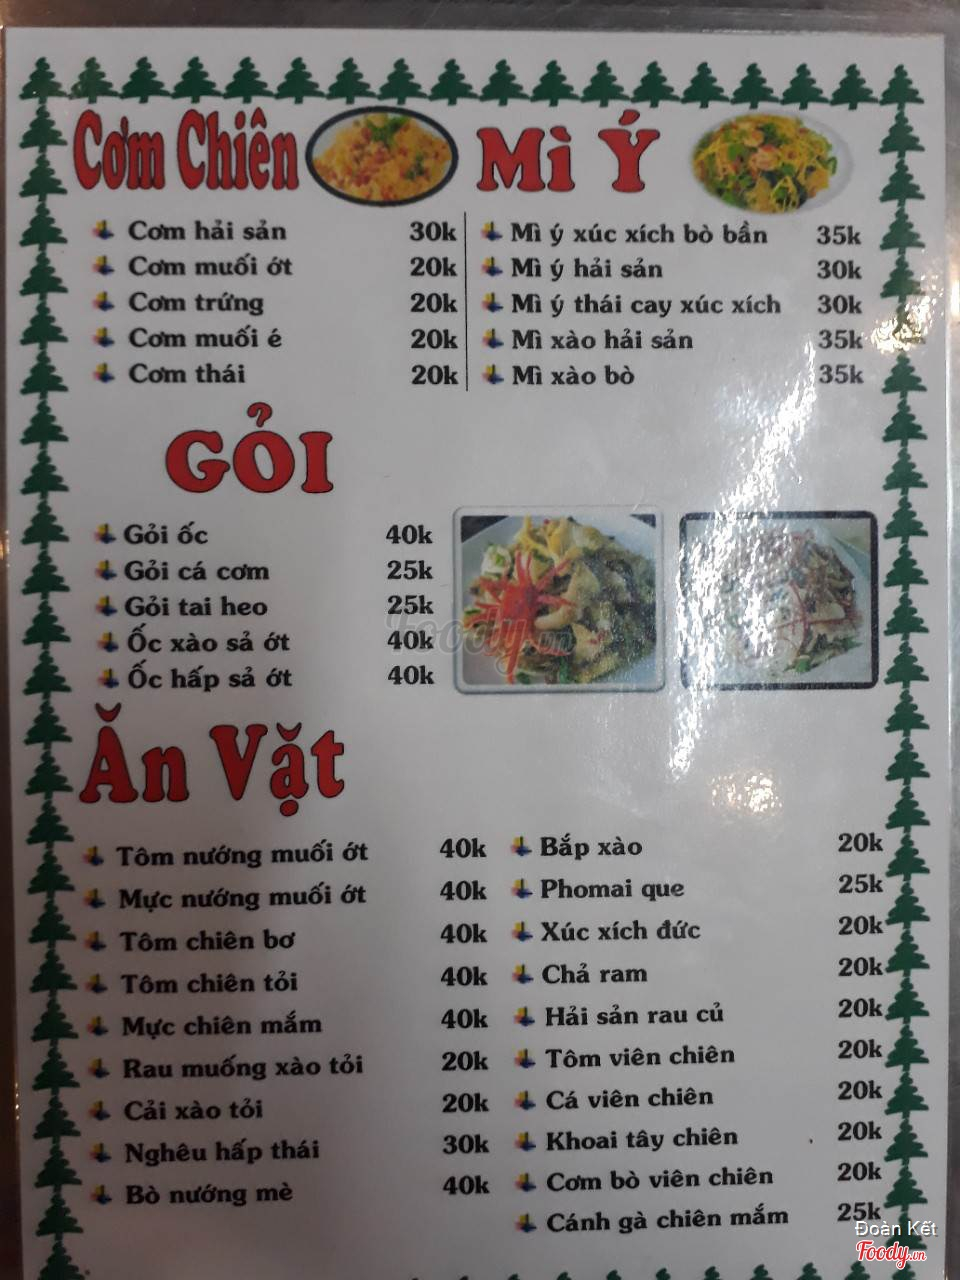 Cơm Chiên
Cơm hải sản 30k
Cơm muối ớt 20k
Cơm trứng 20k
Cơm muối é 20k
Cơm thái 20k
Mì Ý
Mì ý xúc xích bò bần 35k
Mì ý hải sản 30k
Mì ý thái cay xúc xích 30k
Mì xào hải sản 35k
Mì xào bò 35k
GỎI
Gỏi ốc 40k
Gỏi cá cơm 25k
Gỏi tai heo 25k
Ốc xào sả ớt 40k
Ốc hấp sả ớt 40k
Foody.vn
Ăn Vặt
Tôm nướng muối ớt 40k
Mực nướng muối ớt 40k
Tôm chiên bơ 40k
Tôm chiên tỏi 40k
Mực chiên mắm 40k
Rau muống xào tỏi 20k
Cải xào tỏi 20k
Nghêu hấp thái 30k
Bò nướng mè 40k
Bắp xào 20k
Phomai que 25k
Xúc xích đức 20k
Chả ram 20k
Hải sản rau củ 20k
Tôm viên chiên 20k
Cá viên chiên 20k
Khoai tây chiên 20k
Cơm bò viên chiên 20k
Cánh gà chiên mắm 25k
Đoàn Kết
Foody.vn